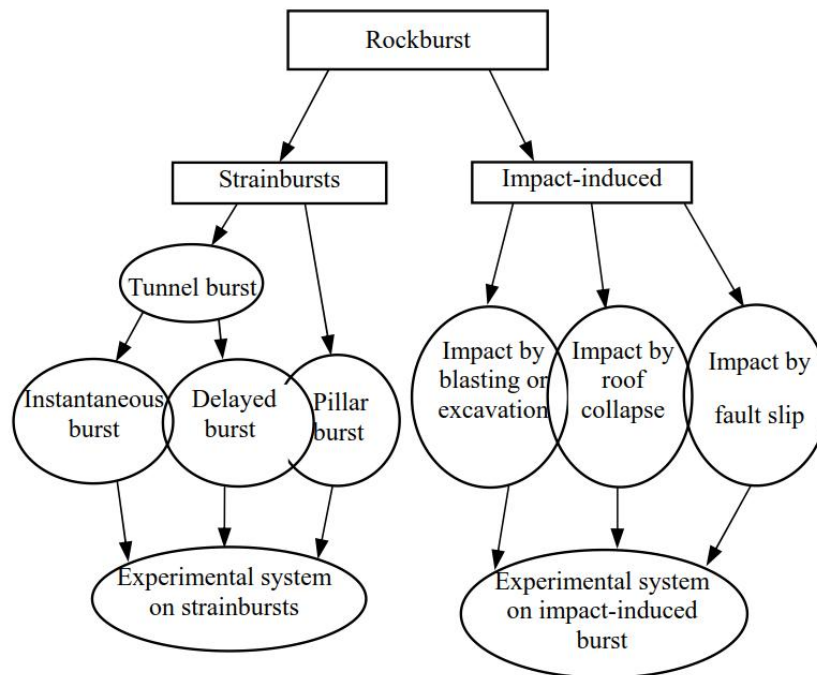 Rockburst
Strainbursts
Impact-induced
Tunnel burst
Instantaneous
burst
Delayed
burst
Pillar
burst
Impact by
blasting or
excavation
Impact by
roof
collapse
Impact by
fault slip
Experimental system
on strainbursts
Experimental system
on impact-induced
burst